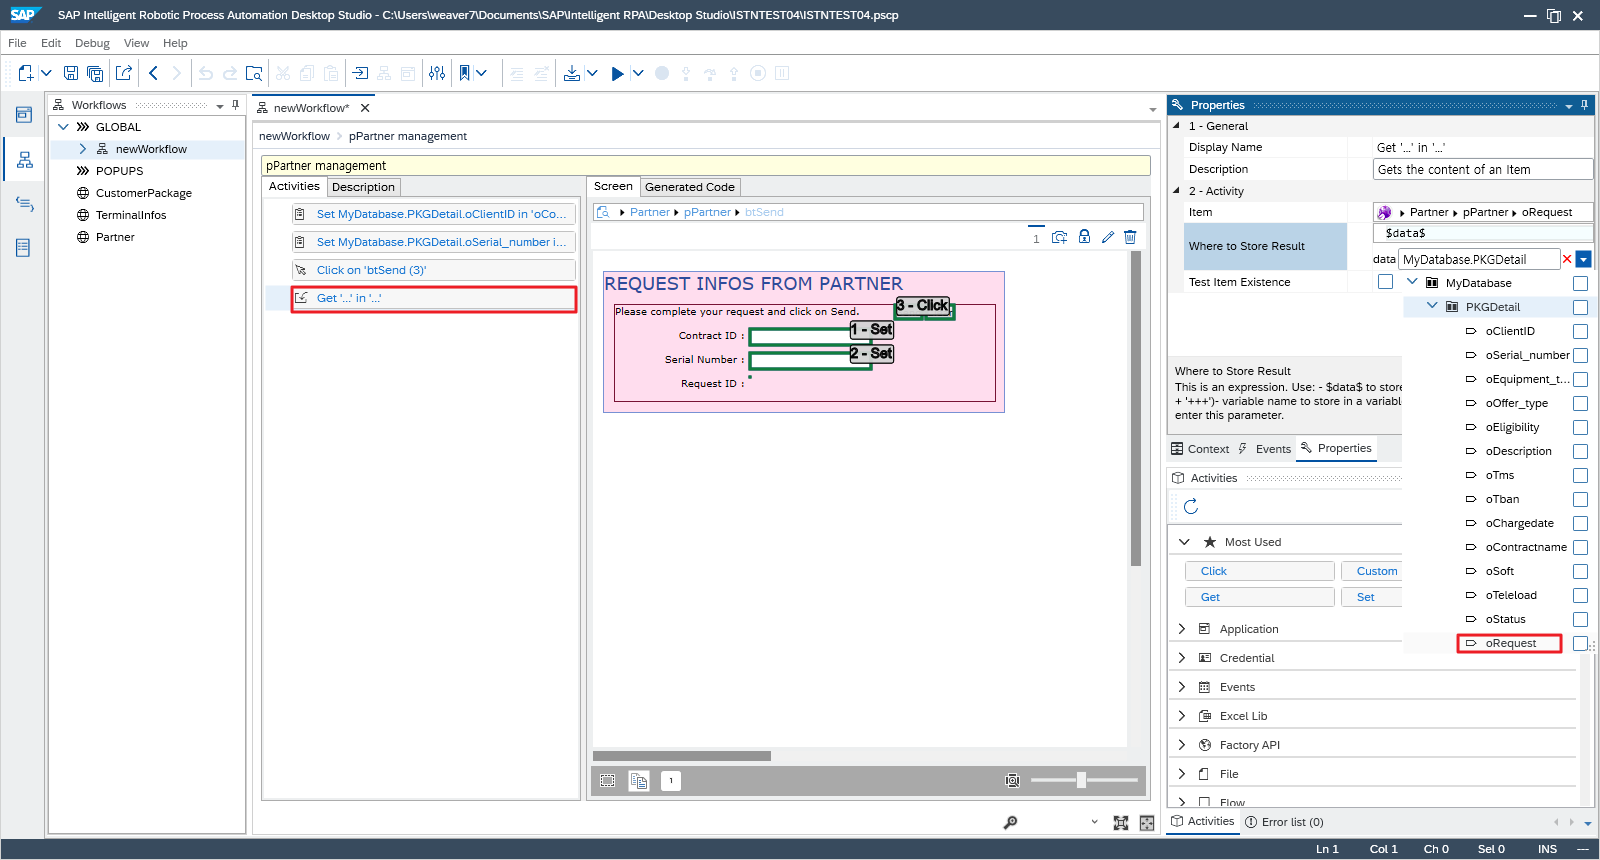 SAP SAP Intelligent Robotic Process Automation Desktop Studio - C:\Users\weaver7\Documents\SAP\Intelligent RPA\Desktop Studio\ISTNTEST04\ISTNTEST04.pscp
File Edit Debug View Help
Workflows
GLOBAL
newWorkflow
POPUPS
CustomerPackage
TerminalInfos
Partner
newWorkflow*
newWorkflow > pPartner management
pPartner management
Activities Description
Set MyDatabase.PKGDetail.oClientID in 'oCo...
Set MyDatabase.PKGDetail.oSerial_number i...
Click on 'btSend (3)'
Get '...' in '...'
Screen Generated Code
Partner pPartner btSend
1
REQUEST INFOS FROM PARTNER
Please complete your request and click on Send.
3 - Click
Contract ID :
1 - Set
Serial Number :
2 - Set
Request ID :
1
Properties
1 - General
Display Name Get '...' in '...'
Description Gets the content of an Item
2 - Activity
Item Partner pPartner oRequest
Where to Store Result $data$
data MyDatabase.PKGDetail
Test Item Existence
MyDatabase
PKGDetail
oClientID
oSerial_number
oEquipment_t...
oOffer_type
oEligibility
oDescription
oTms
oTban
oChargedate
oContractname
oSoft
oTeleload
oStatus
oRequest
Where to Store Result
This is an expression. Use: - $data$ to store
+ '+++')- variable name to store in a variabl
enter this parameter.
Context Events Properties
Activities
Most Used
Click Custom
Get Set
Application
Credential
Events
Excel Lib
Factory API
File
Flow
Activities Error list (0)
Ln 1 Col 1 Ch 0 Sel 0 INS ---